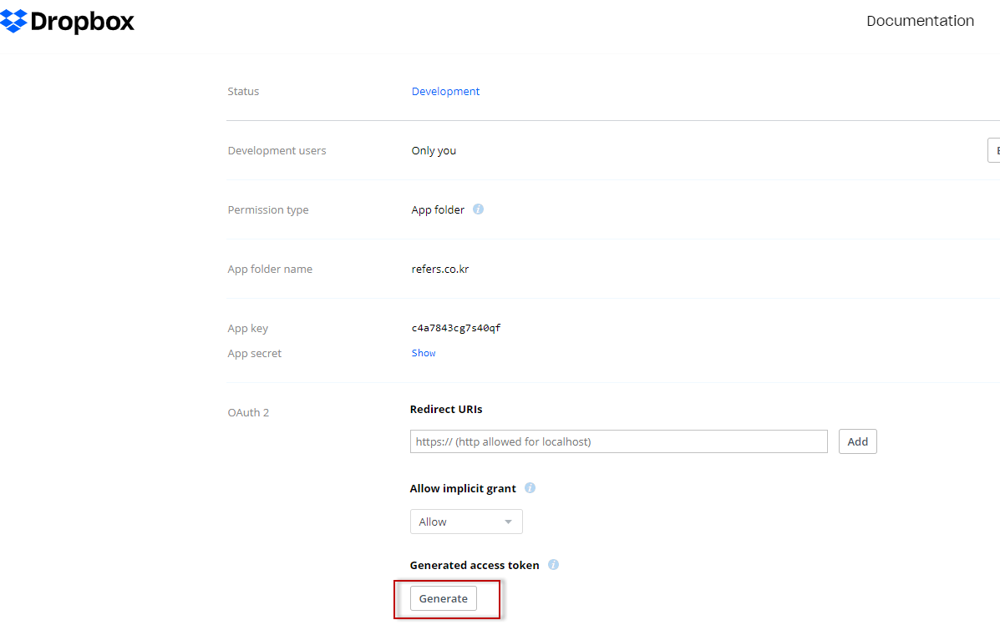 Dropbox
Documentation
Status Development
Development users Only you
Permission type App folder i
App folder name refers.co.kr
App key c4a7843cg7s40qf
App secret Show
OAuth 2 Redirect URIs
https:// (http allowed for localhost) Add
Allow implicit grant i
Allow
Generated access token i
Generate